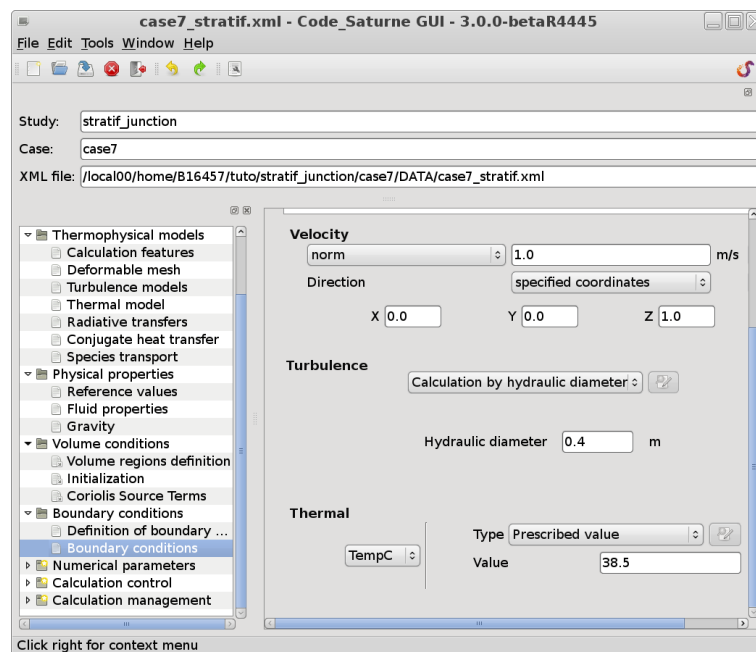 case7_stratif.xml - Code_Saturne GUI - 3.0.0-betaR4445
File Edit Tools Window Help
Study: stratif_junction
Case: case7
XML file: /local00/home/B16457/tuto/stratif_junction/case7/DATA/case7_stratif.xml
Thermophysical models
Calculation features
Deformable mesh
Turbulence models
Thermal model
Radiative transfers
Conjugate heat transfer
Species transport
Physical properties
Reference values
Fluid properties
Gravity
Volume conditions
Volume regions definition
Initialization
Coriolis Source Terms
Boundary conditions
Definition of boundary ...
Boundary conditions
Numerical parameters
Calculation control
Calculation management
Velocity
norm 1.0 m/s
Direction specified coordinates
X 0.0 Y 0.0 Z 1.0
Turbulence
Calculation by hydraulic diameter
Hydraulic diameter 0.4 m
Thermal
Type Prescribed value
TempC
Value 38.5
Click right for context menu